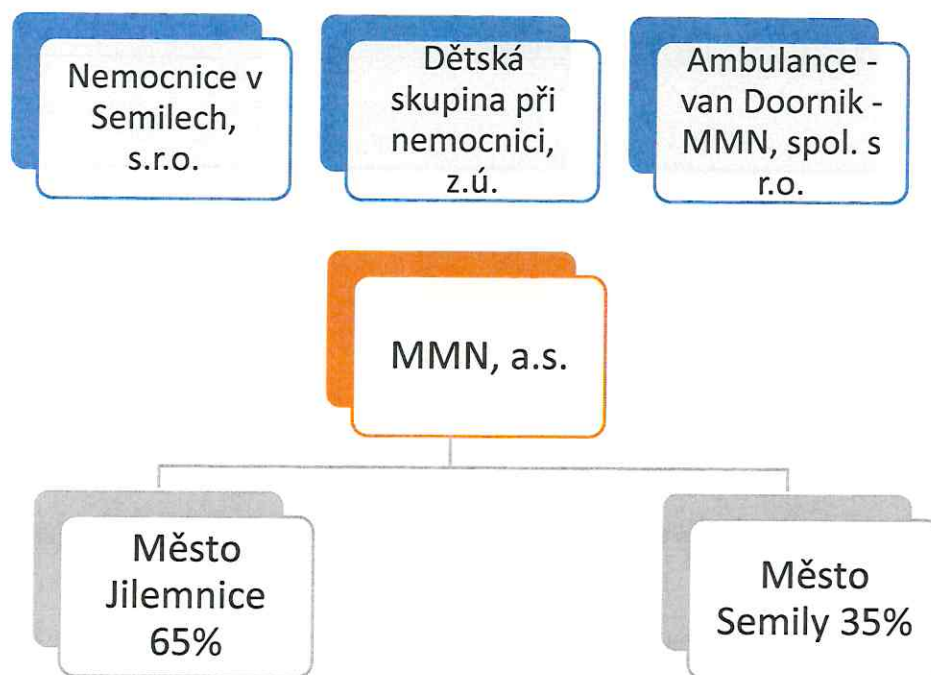 Nemocnice v
Semilech,
s.r.o.
Dětská
skupina při
nemocnici,
z.ú.
Ambulance -
van Doornik -
MMN, spol. s
r.o.
MMN, a.s.
Město
Jilemnice
65%
Město
Semily 35%